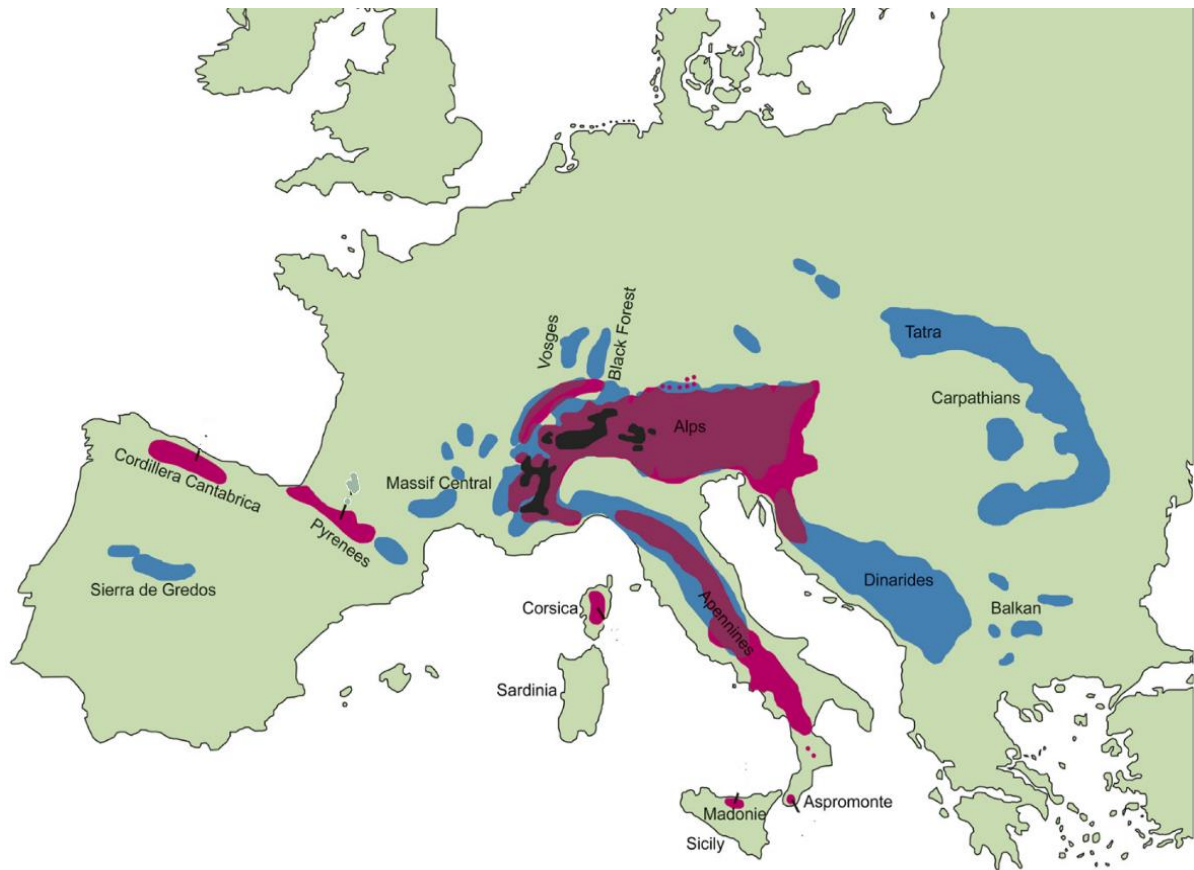 Vosges
Black Forest
Tatra
Carpathians
Alps
Cordillera Cantabrica
Massif Central
Pyrenees
Sierra de Gredos
Dinarides
Balkan
Corsica
Apennines
Sardinia
Madonie
Aspromonte
Sicily